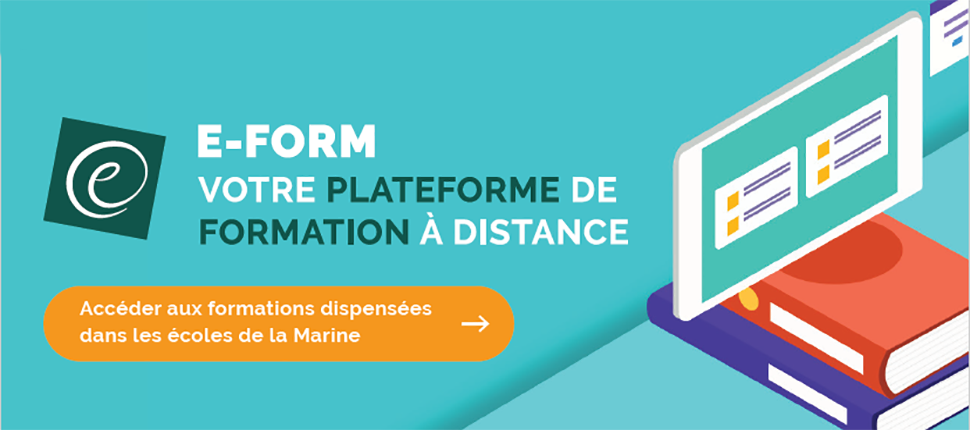 e
E-FORM
VOTRE PLATEFORME DE
FORMATION À DISTANCE
Accéder aux formations dispensées
dans les écoles de la Marine